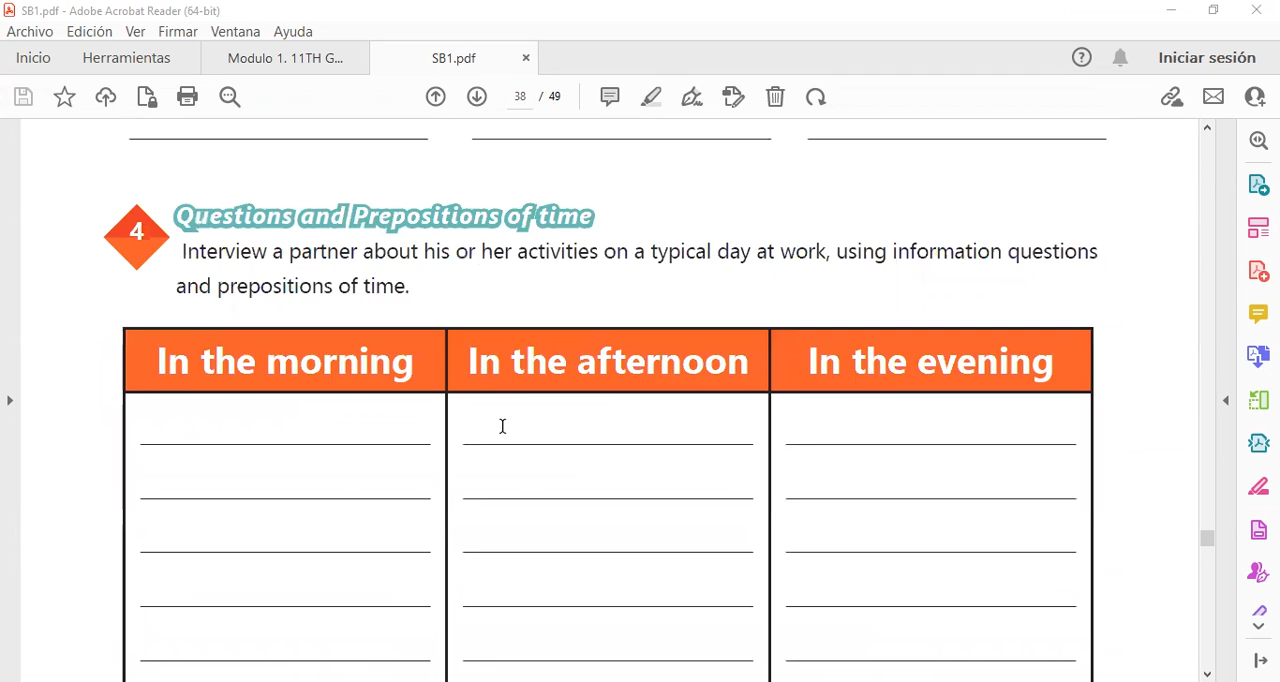 SB1.pdf - Adobe Acrobat Reader (64-bit)
Archivo Edición Ver Firmar Ventana Ayuda
Inicio Herramientas Modulo 1. 11TH G... SB1.pdf × Iniciar sesión
38 / 49
4
Questions and Prepositions of time
Interview a partner about his or her activities on a typical day at work, using information questions
and prepositions of time.
In the morning In the afternoon In the evening